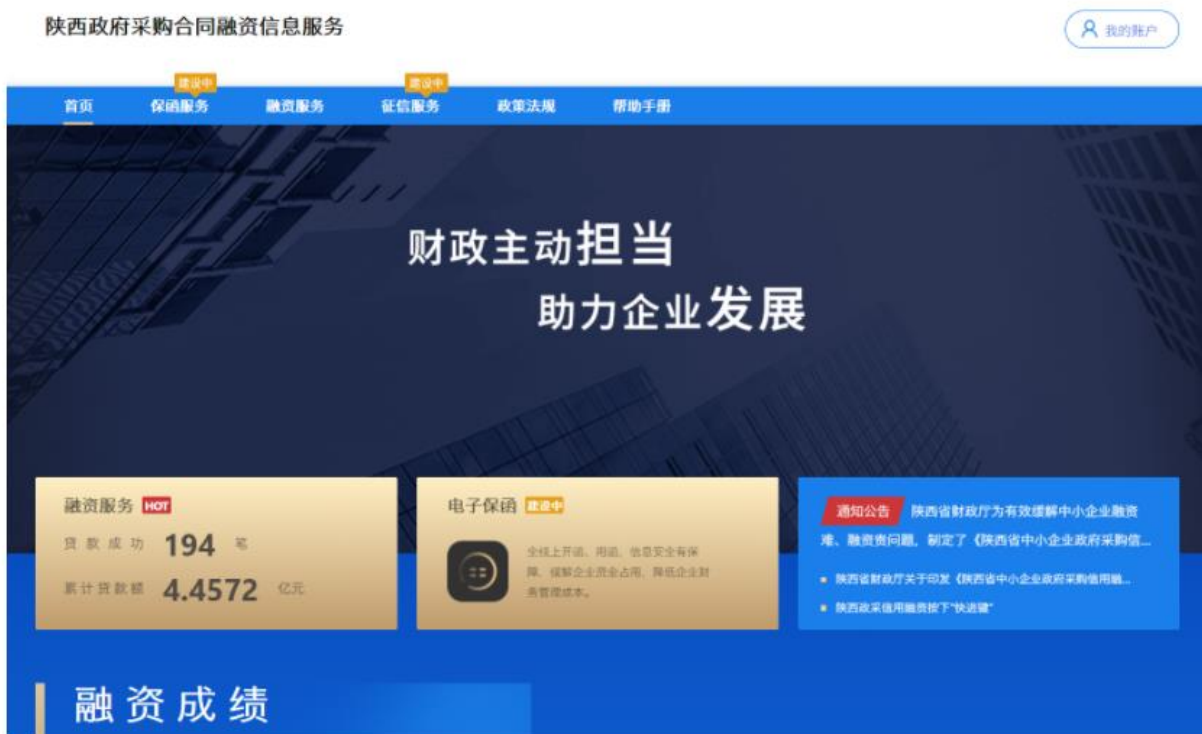 陕西政府采购合同融资信息服务
我的账户
建设中 建设中
首页 保函服务 融资服务 征信服务 政策法规 帮助手册
财政主动担当
助力企业发展
融资服务 HOT
贷款成功 194 笔
累计贷款额 4.4572 亿元
电子保函 建设中
全线上开函、用函，信息安全有保
障，缓解企业资金占用，降低企业财
务管理成本。
通知公告 陕西省财政厅为有效缓解中小企业融资
难、融资贵问题，制定了《陕西省中小企业政府采购信...
陕西省财政厅关于印发《陕西省中小企业政府采购信用融...
陕西政采信用融资按下“快进键”
融资成绩